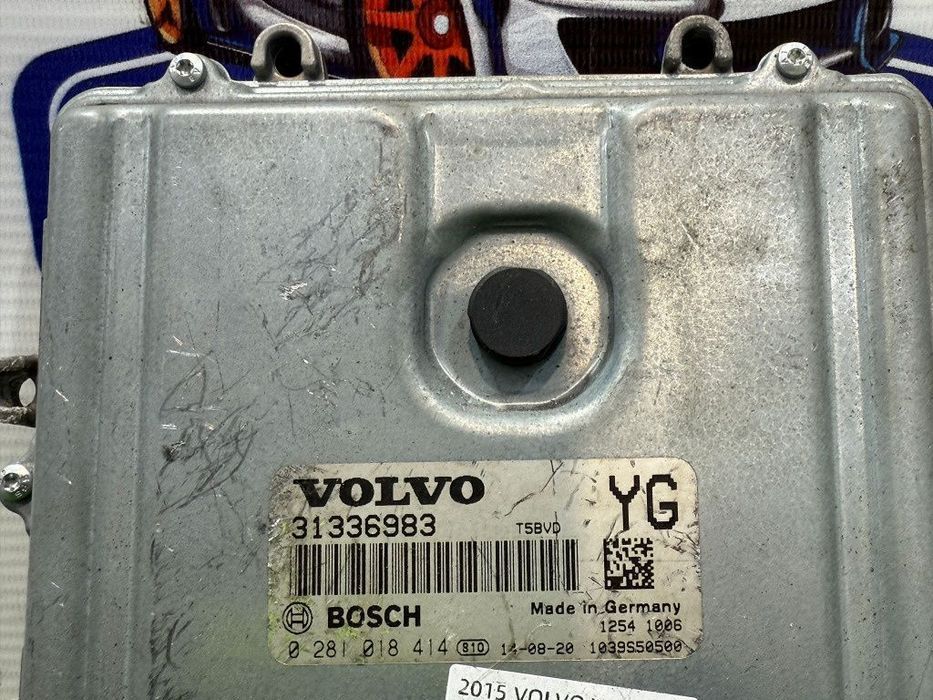 VOLVO
YG
31336983 T5BVD
BOSCH
Made in Germany
1254 1006
0 281 018 414 S10 14-08-20 1039S50500
2015 VOLVO